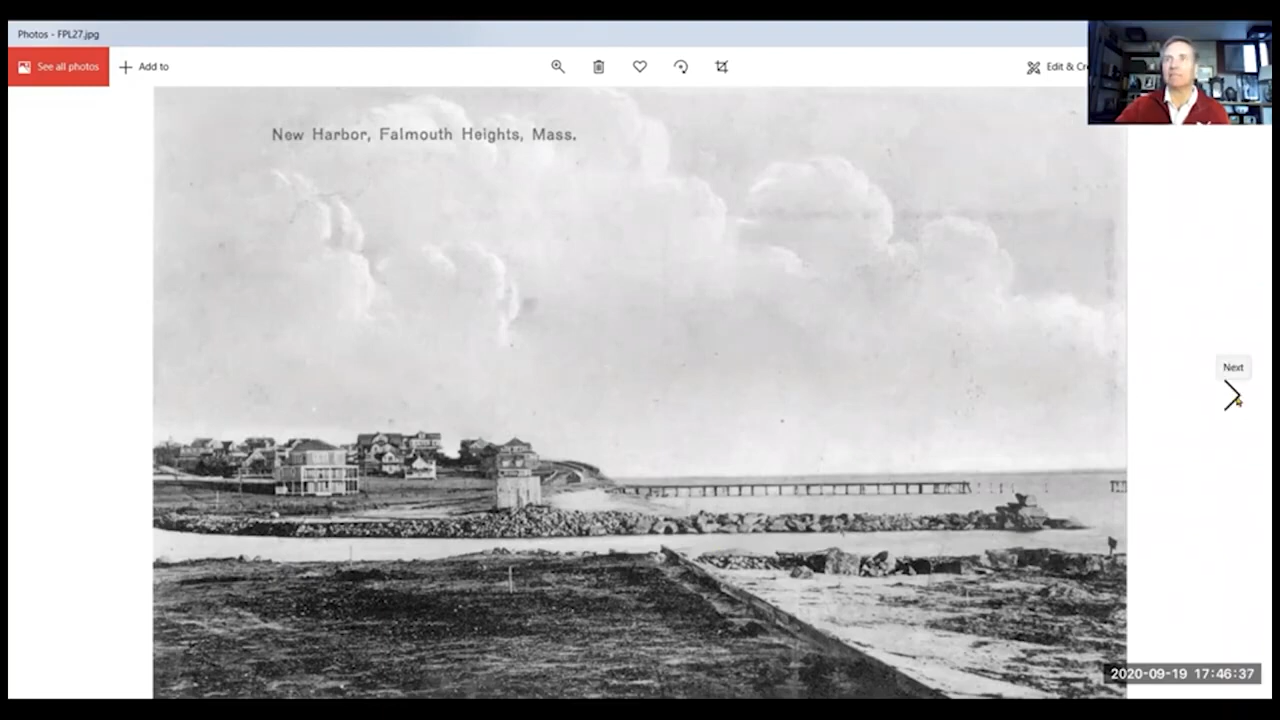 Photos - FPL27.jpg
See all photos
Add to
Edit & Cr
New Harbor, Falmouth Heights, Mass.
Next
2020-09-19 17:46:37